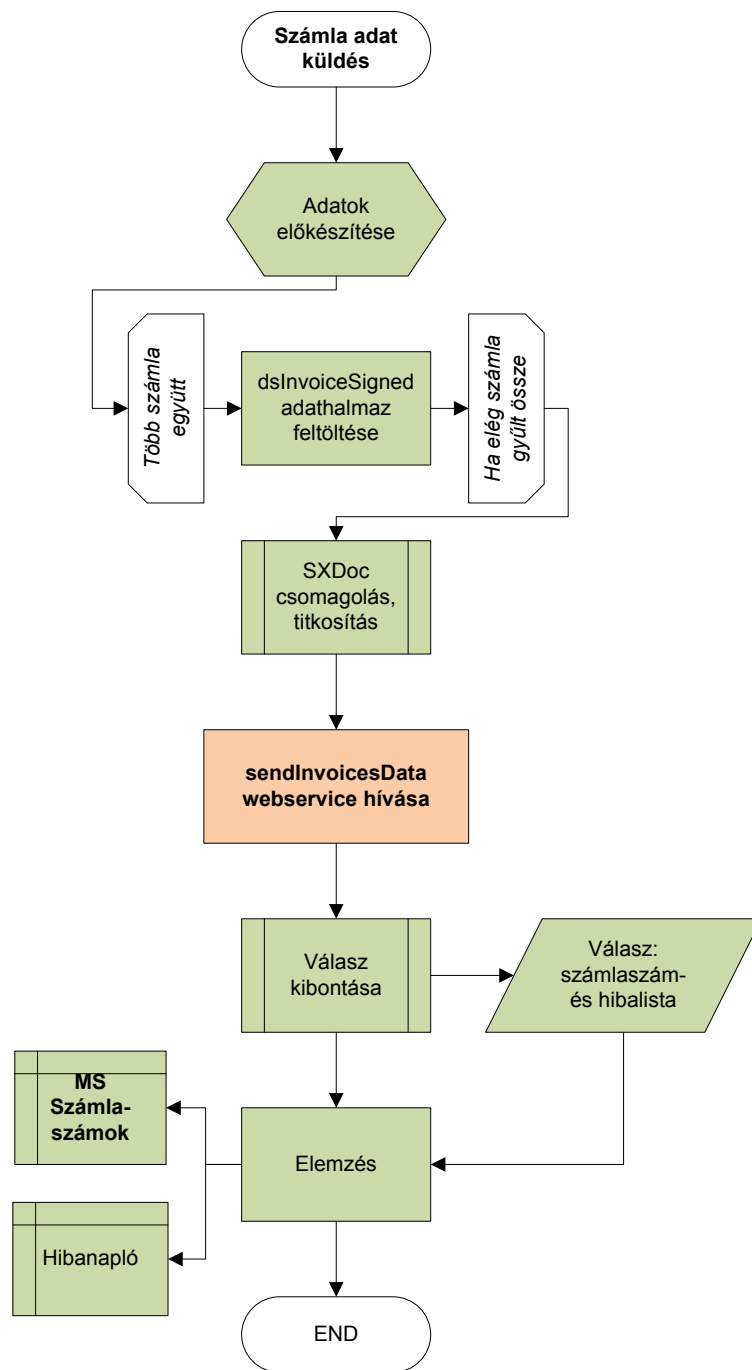 Számla adat
küldés
Adatok
előkészítése
Több számla
együtt
dsInvoiceSigned
adathalmaz
feltöltése
Ha elég számla
gyűlt össze
SXDoc
csomagolás,
titkosítás
sendInvoicesData
webservice hívása
Válasz
kibontása
Válasz:
számlaszám-
és hibalista
MS
Számla-
számok
Elemzés
Hibanapló
END